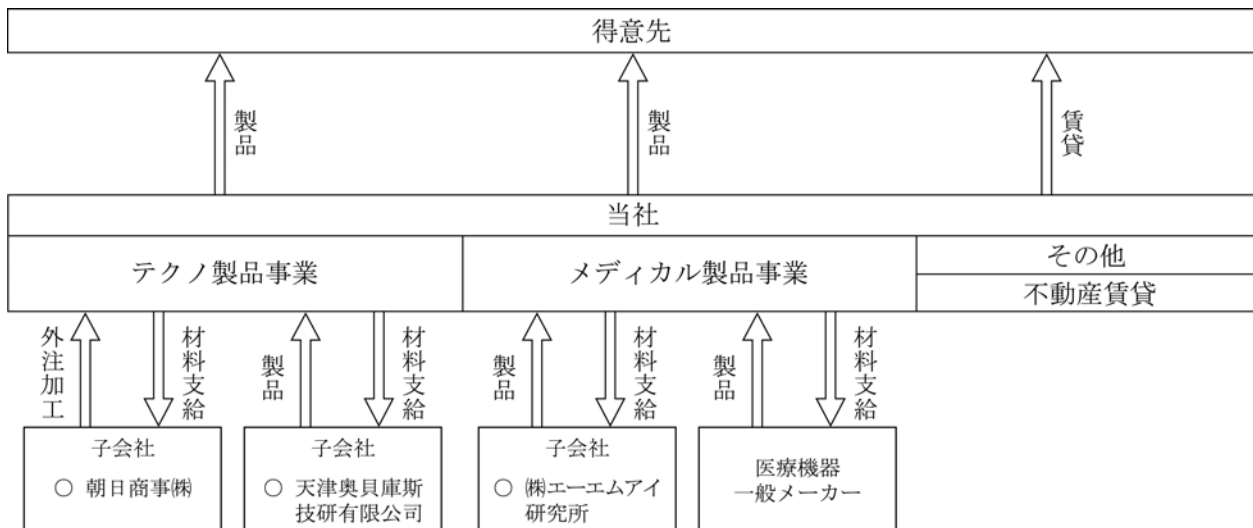 得意先
製品
製品
賃貸
当社
テクノ製品事業
メディカル製品事業
その他
不動産賃貸
外注加工
材料支給
製品
材料支給
製品
材料支給
製品
材料支給
子会社
○ 朝日商事㈱
子会社
○ 天津奥貝庫斯
技研有限公司
子会社
○ ㈱エーエムアイ
研究所
医療機器
一般メーカー